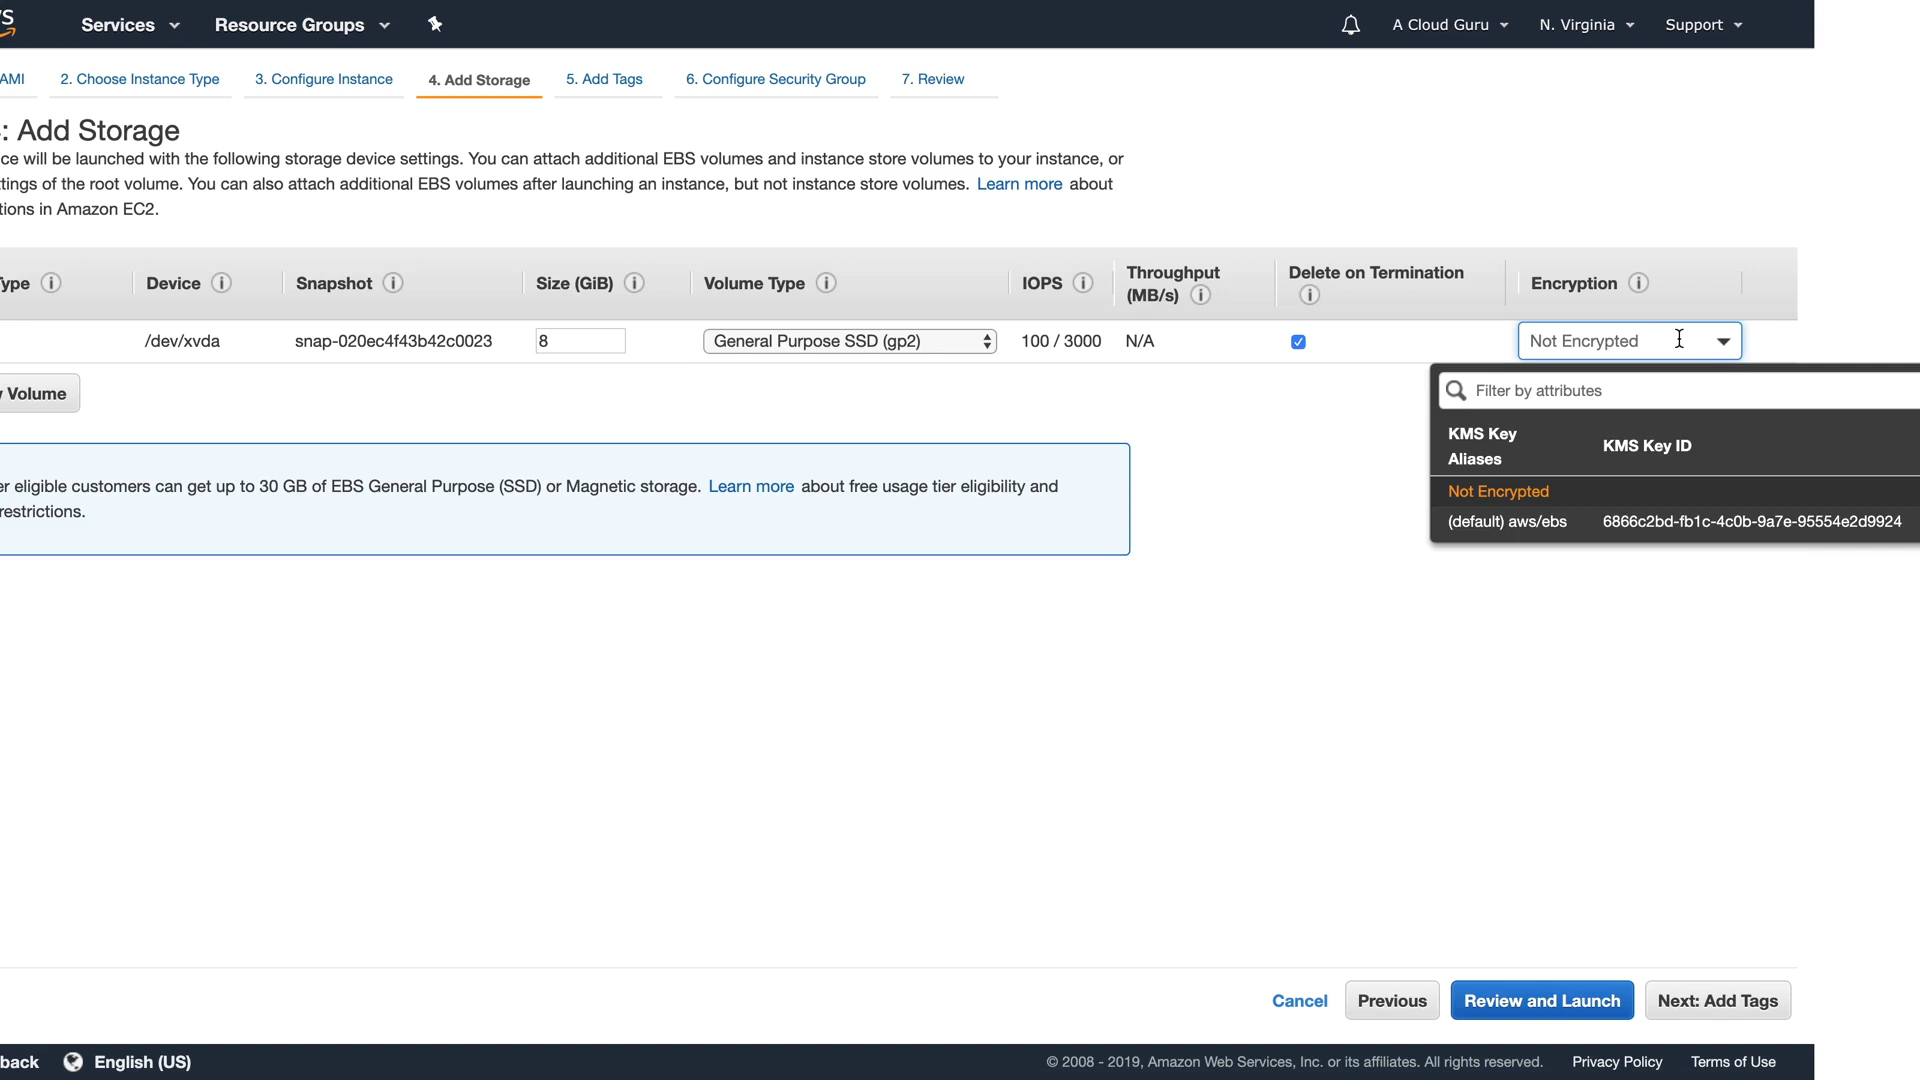 Services
Resource Groups
A Cloud Guru
N. Virginia
Support
AMI
2. Choose Instance Type
3. Configure Instance
4. Add Storage
5. Add Tags
6. Configure Security Group
7. Review
: Add Storage
ce will be launched with the following storage device settings. You can attach additional EBS volumes and instance store volumes to your instance, or
tings of the root volume. You can also attach additional EBS volumes after launching an instance, but not instance store volumes. Learn more about
tions in Amazon EC2.
ype
Device
Snapshot
Size (GiB)
Volume Type
IOPS
Throughput
(MB/s)
Delete on Termination
Encryption
/dev/xvda
snap-020ec4f43b42c0023
8
General Purpose SSD (gp2)
100 / 3000
N/A
Not Encrypted
Volume
Filter by attributes
KMS Key
Aliases
KMS Key ID
Not Encrypted
(default) aws/ebs
6866c2bd-fb1c-4c0b-9a7e-95554e2d9924
er eligible customers can get up to 30 GB of EBS General Purpose (SSD) or Magnetic storage. Learn more about free usage tier eligibility and
restrictions.
Cancel
Previous
Review and Launch
Next: Add Tags
back
English (US)
© 2008 - 2019, Amazon Web Services, Inc. or its affiliates. All rights reserved.
Privacy Policy
Terms of Use